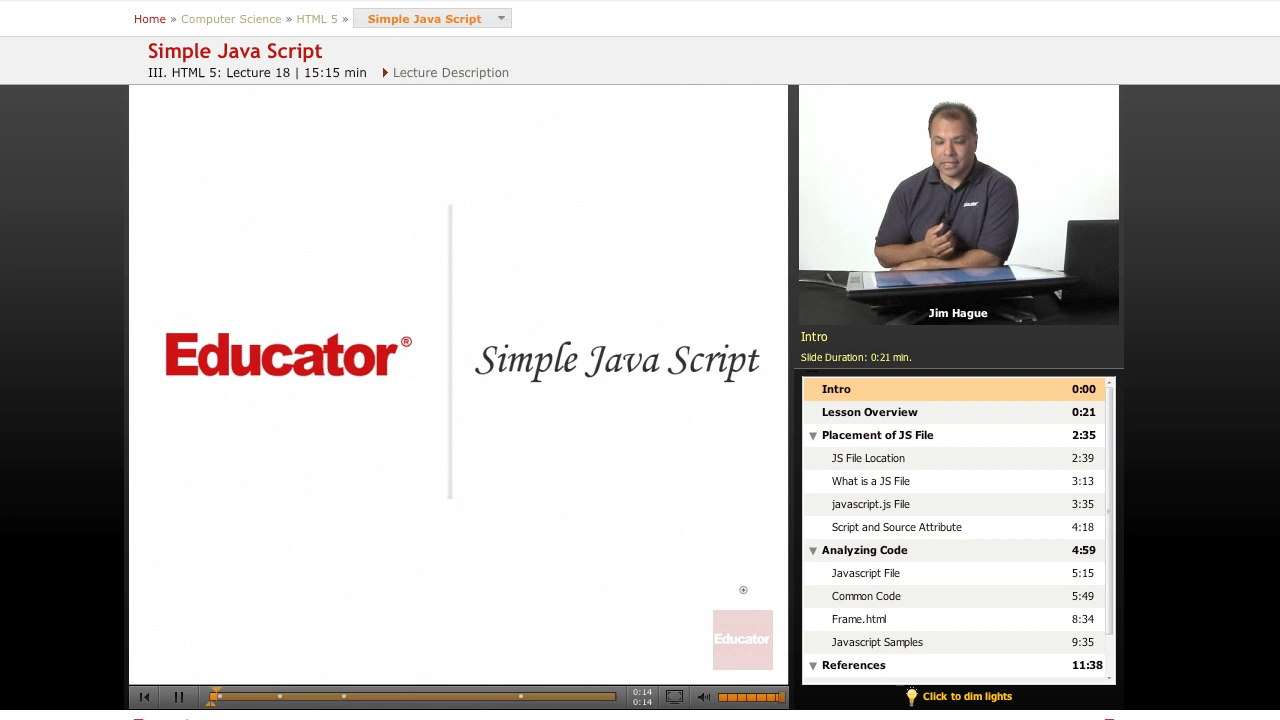 Home » Computer Science » HTML 5 » Simple Java Script
Simple Java Script
III. HTML 5: Lecture 18 | 15:15 min Lecture Description
Educator®
Simple Java Script
Educator
Jim Hague
Intro
Slide Duration: 0:21 min.
Intro 0:00
Lesson Overview 0:21
Placement of JS File 2:35
JS File Location 2:39
What is a JS File 3:13
javascript.js File 3:35
Script and Source Attribute 4:18
Analyzing Code 4:59
Javascript File 5:15
Common Code 5:49
Frame.html 8:34
Javascript Samples 9:35
References 11:38
Educator
0:14
0:14
Click to dim lights